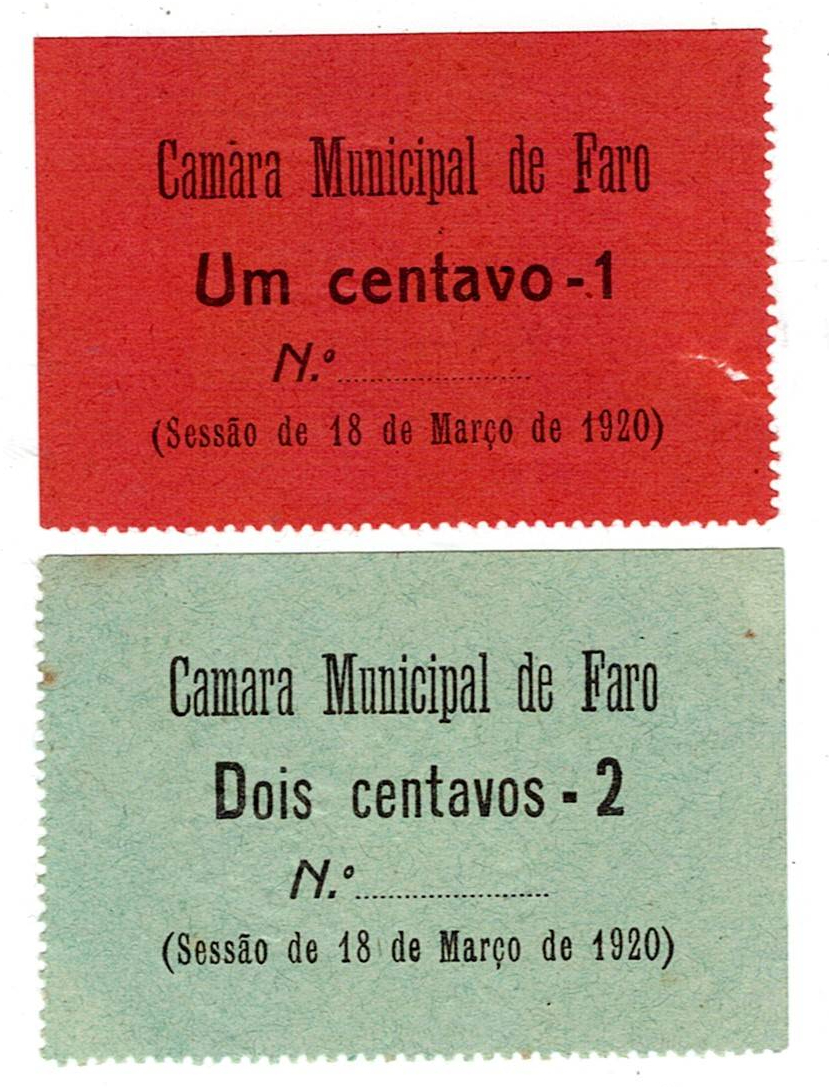 Camâra Municipal de Faro
Um centavo - 1
N.º ....................
(Sessão de 18 de Março de 1920)
Camara Municipal de Faro
Dois centavos - 2
N.º ....................
(Sessão de 18 de Março de 1920)